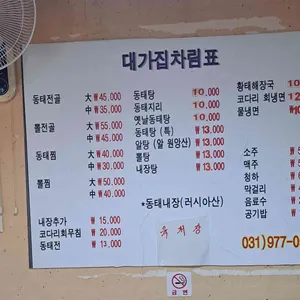 대가집차림표
동태전골 大 ₩45,000
中 ₩35,000
뽈전골 大 ₩55,000
中 ₩45,000
동태찜 大 ₩40,000
中 ₩30,000
뽈찜 大 ₩50,000
中 ₩40,000
내장추가 ₩ 15,000
코다리회무침 ₩ 20,000
동태전 ₩ 13,000
동태탕 10,000
동태지리 10,000
옛날동태탕 10,000
동태탕 (특) ₩ 13,000
알탕 (알 원양산) ₩ 13,000
뽈탕 ₩ 13,000
내장탕 ₩ 13,000
*동태내장(러시아산)
육개장
황태해장국 10
코다리 회냉면 12
물냉면
소주 ₩
맥주 ₩
청하 ₩
막걸리 ₩
음료수 ₩
공기밥 ₩
031)977-0
금연